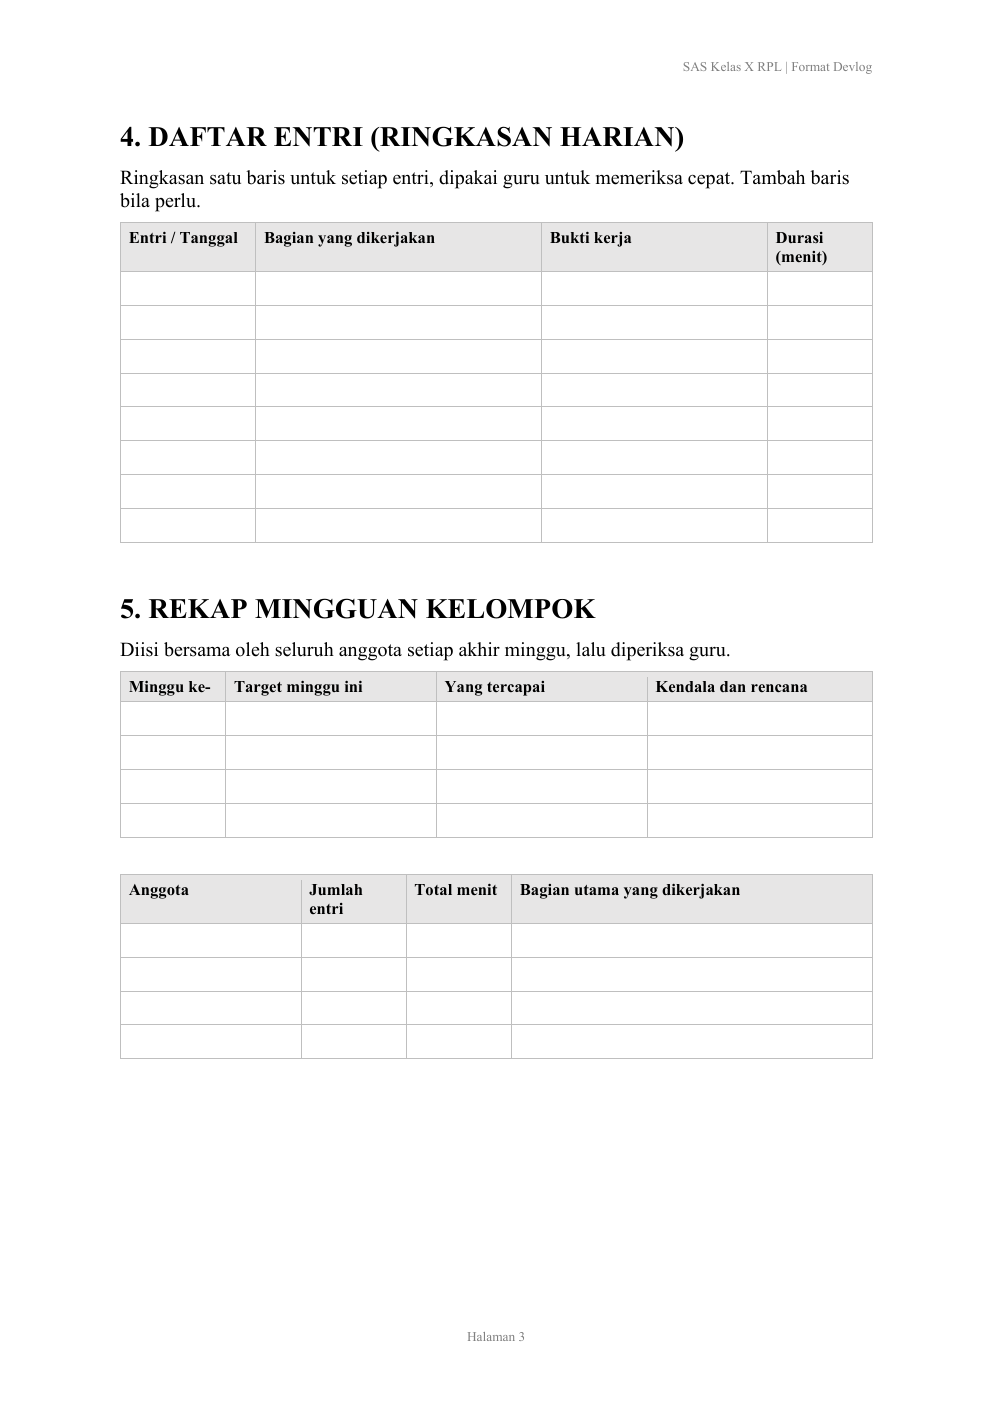 SAS Kelas X RPL | Format Devlog
4. DAFTAR ENTRI (RINGKASAN HARIAN)
Ringkasan satu baris untuk setiap entri, dipakai guru untuk memeriksa cepat. Tambah baris
bila perlu.
Entri / Tanggal Bagian yang dikerjakan Bukti kerja Durasi
(menit)
5. REKAP MINGGUAN KELOMPOK
Diisi bersama oleh seluruh anggota setiap akhir minggu, lalu diperiksa guru.
Minggu ke- Target minggu ini Yang tercapai Kendala dan rencana
Anggota Jumlah Total menit Bagian utama yang dikerjakan
entri
Halaman 3